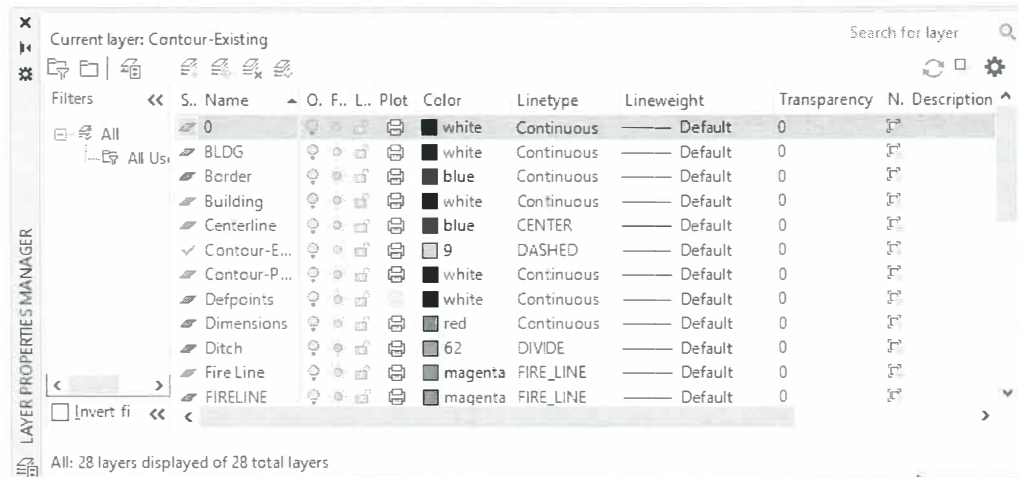 Current layer: Contour-Existing
Search for layer
Filters
<<
S.. Name O. F.. L.. Plot Color Linetype Lineweight Transparency N. Description
All
All Us
0 white Continuous Default 0
BLDG white Continuous Default 0
Border blue Continuous Default 0
Building white Continuous Default 0
Centerline blue CENTER Default 0
Contour-E... 9 DASHED Default 0
Contour-P... white Continuous Default 0
Defpoints white Continuous Default 0
Dimensions red Continuous Default 0
Ditch 62 DIVIDE Default 0
Fire Line magenta FIRE_LINE Default 0
FIRELINE magenta FIRE_LINE Default 0
Invert fi <<
All: 28 layers displayed of 28 total layers
LAYER PROPERTIES MANAGER